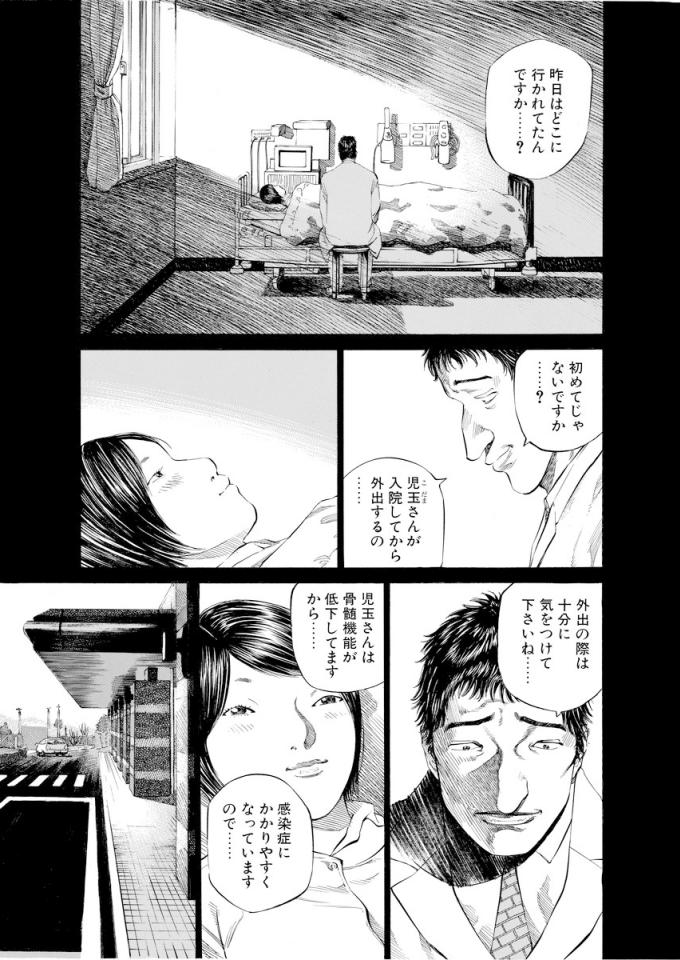 昨日はどこに
行かれてたん
ですか……？
初めてじゃ
ないですか
……？
児玉さんが
こだま
入院してから
外出するの
……
外出の際は
十分に
気をつけて
下さいね……
児玉さんは
骨髄機能が
低下してます
から……
感染症に
かかりやすく
なっています
ので……